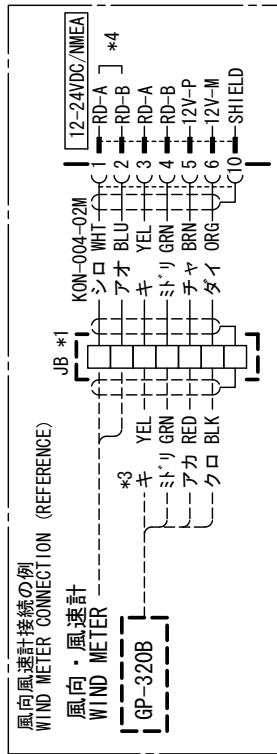 風向風速計接続の例
WIND METER CONNECTION (REFERENCE)
風向・風速計
WIND METER
GP-320B
*3
キ YEL
ミドリ GRN
アカ RED
クロ BLK
JB *1
KON-004-02M
12-24VDC/NMEA
シロ WHT 1 RD-A
アオ BLU 2 RD-B
*4
キ YEL 3 RD-A
ミドリ GRN 4 RD-B
チャ BRN 5 12V-P
ダイ ORG 6 12V-M
10 SHIELD